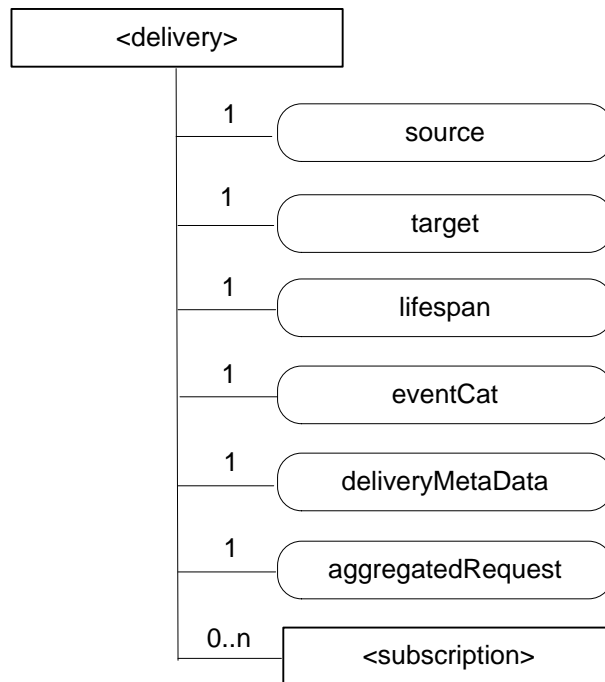 <delivery>
1
source
1
target
1
lifespan
1
eventCat
1
deliveryMetaData
1
aggregatedRequest
0..n
<subscription>